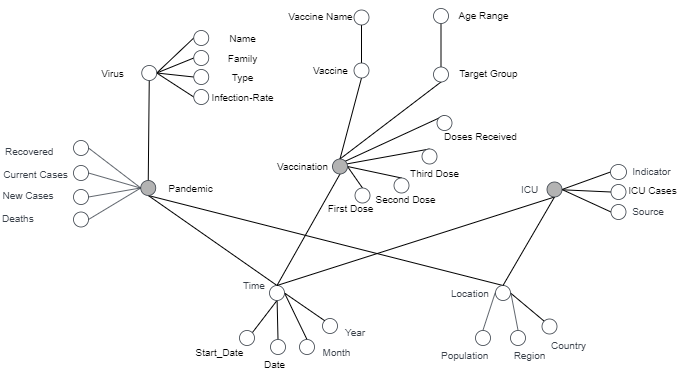 Vaccine Name
Age Range
Name
Family
Virus
Vaccine
Target Group
Type
Infection-Rate
Doses Received
Recovered
Vaccination
Third Dose
Indicator
Current Cases
Pandemic
ICU
ICU Cases
New Cases
Second Dose
First Dose
Source
Deaths
Time
Location
Year
Start_Date
Month
Country
Date
Population
Region